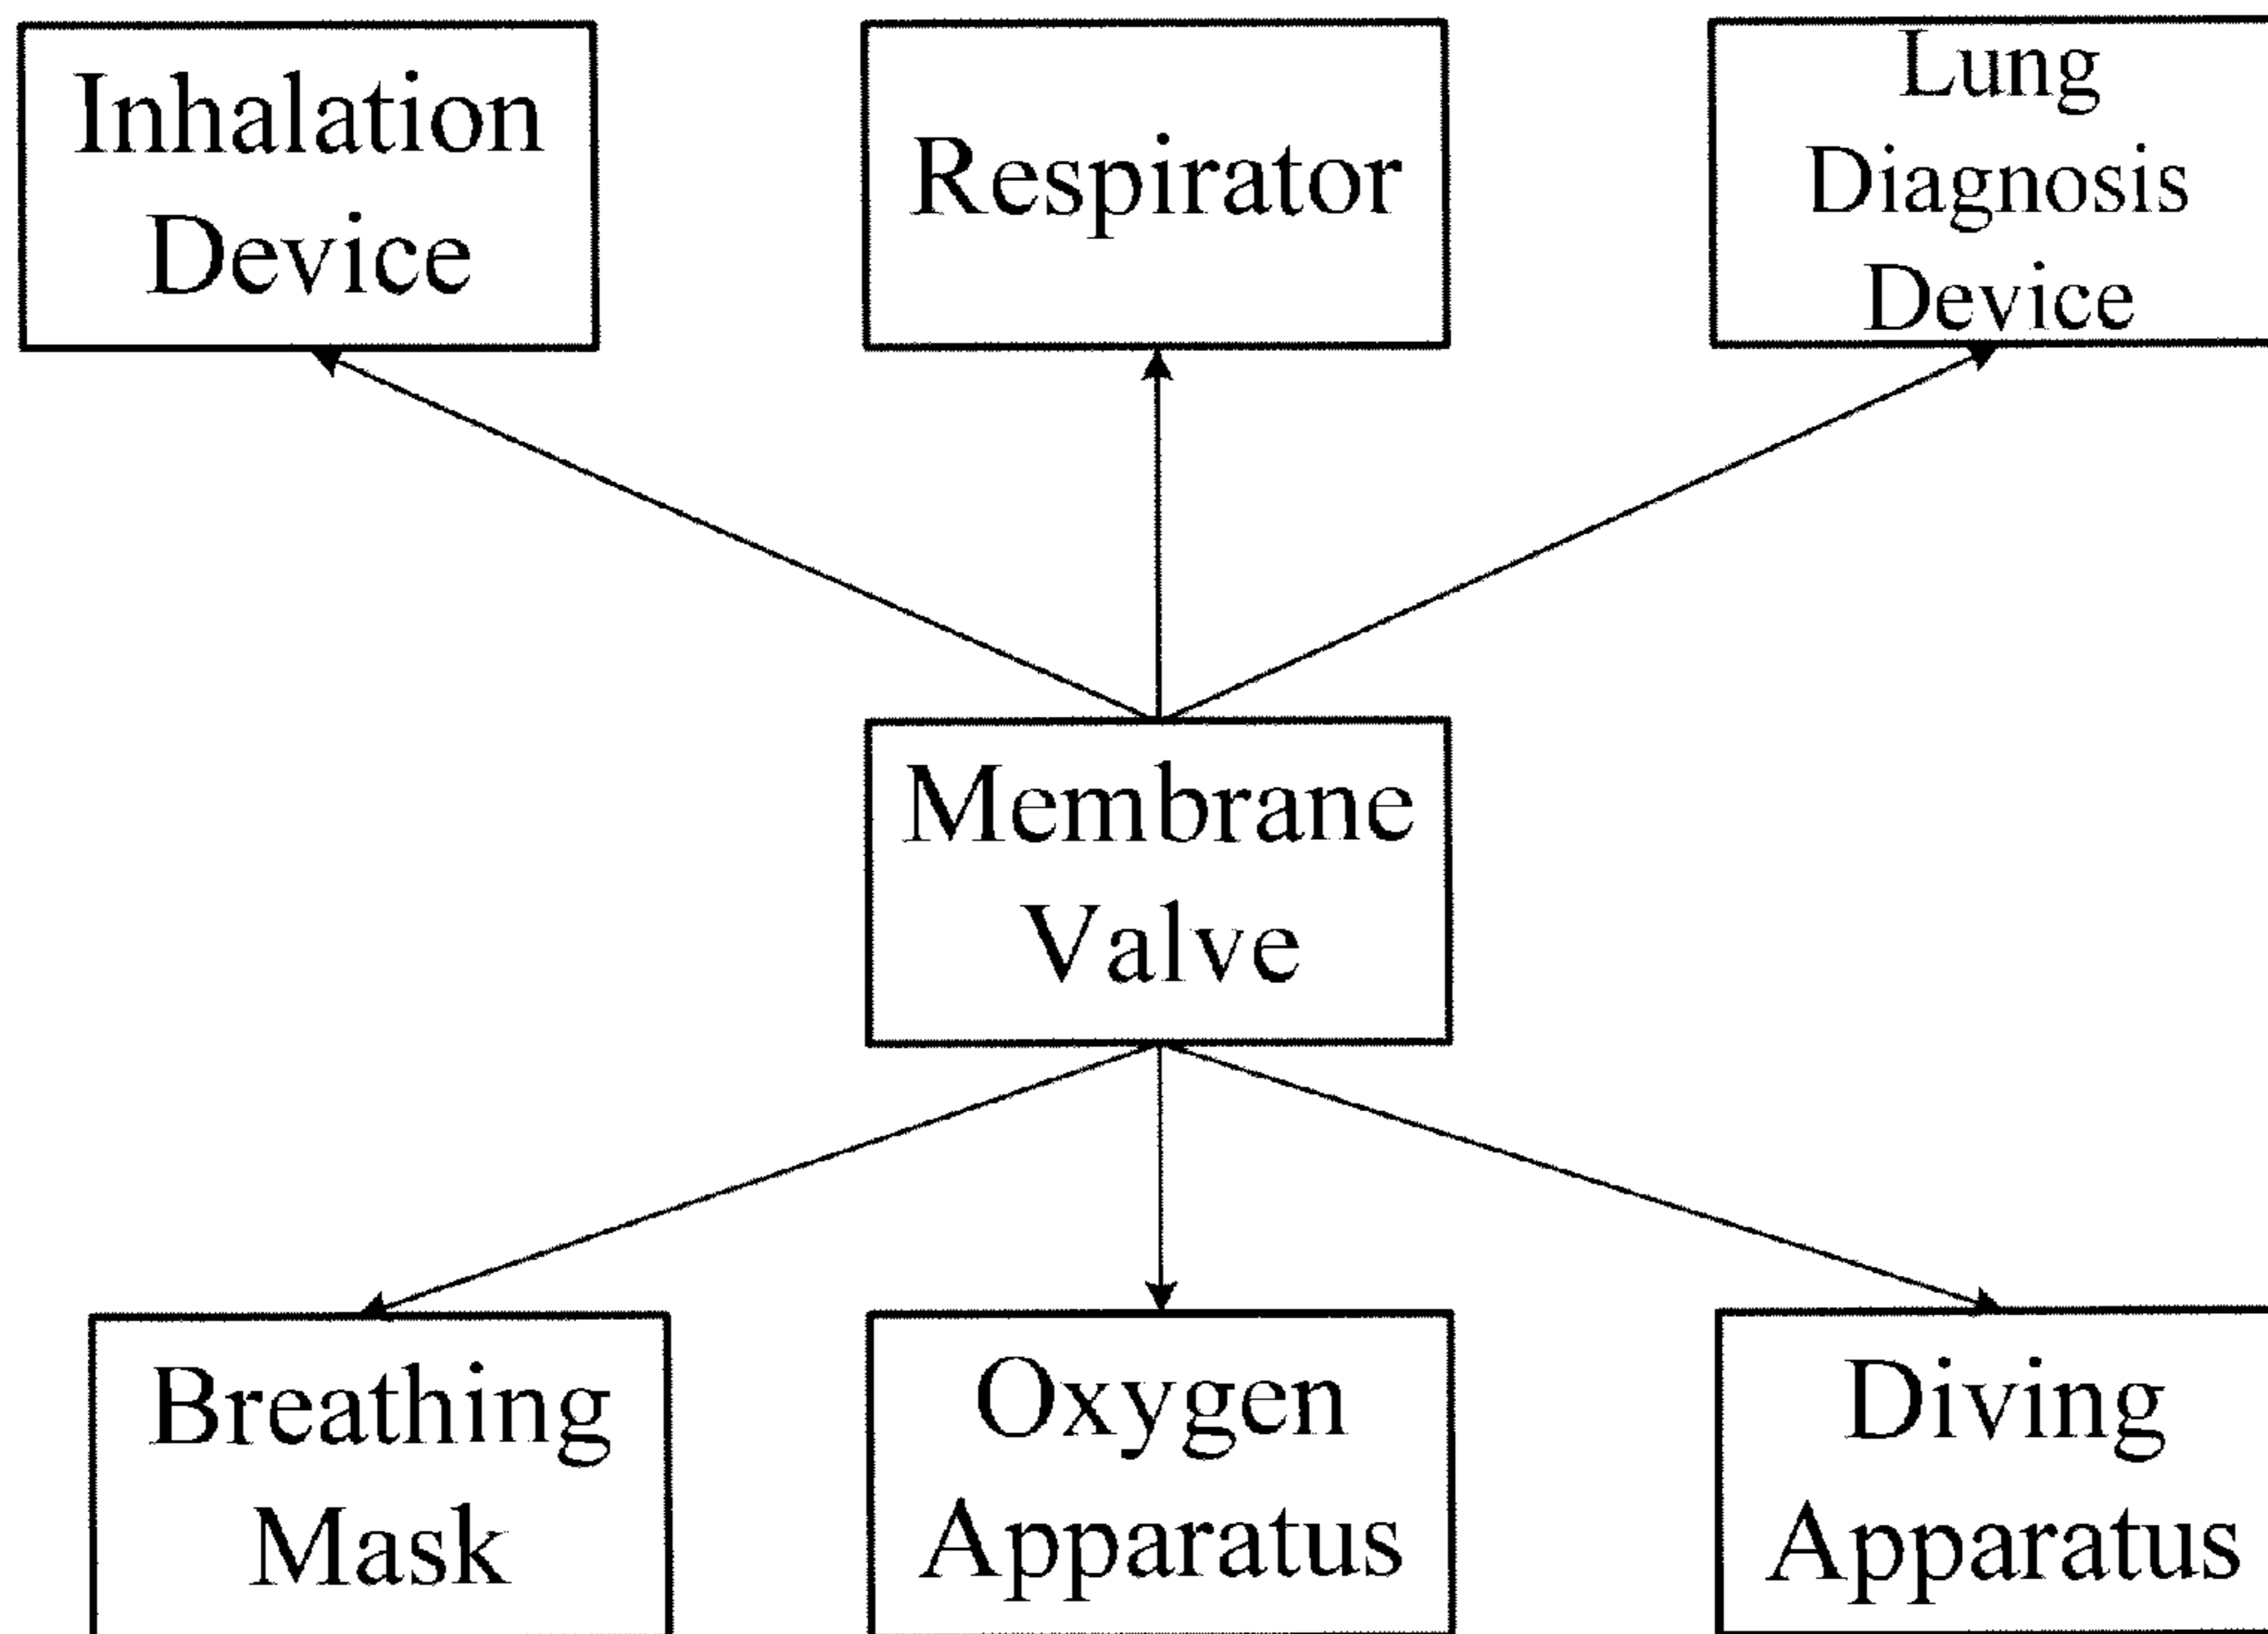 Inhalation
Device
Respirator
Lung
Diagnosis
Device
Membrane
Valve
Breathing
Mask
Oxygen
Apparatus
Diving
Apparatus